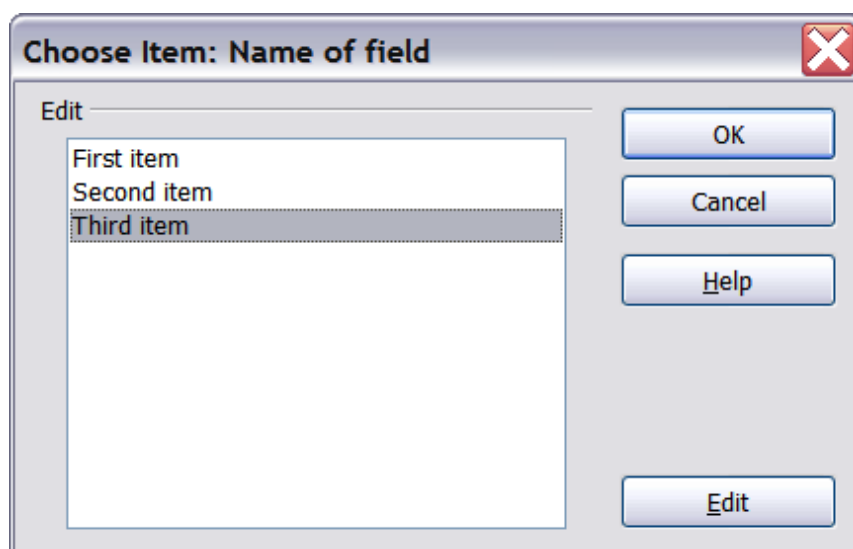 Choose Item: Name of field
Edit
First item
Second item
Third item
OK
Cancel
Help
Edit